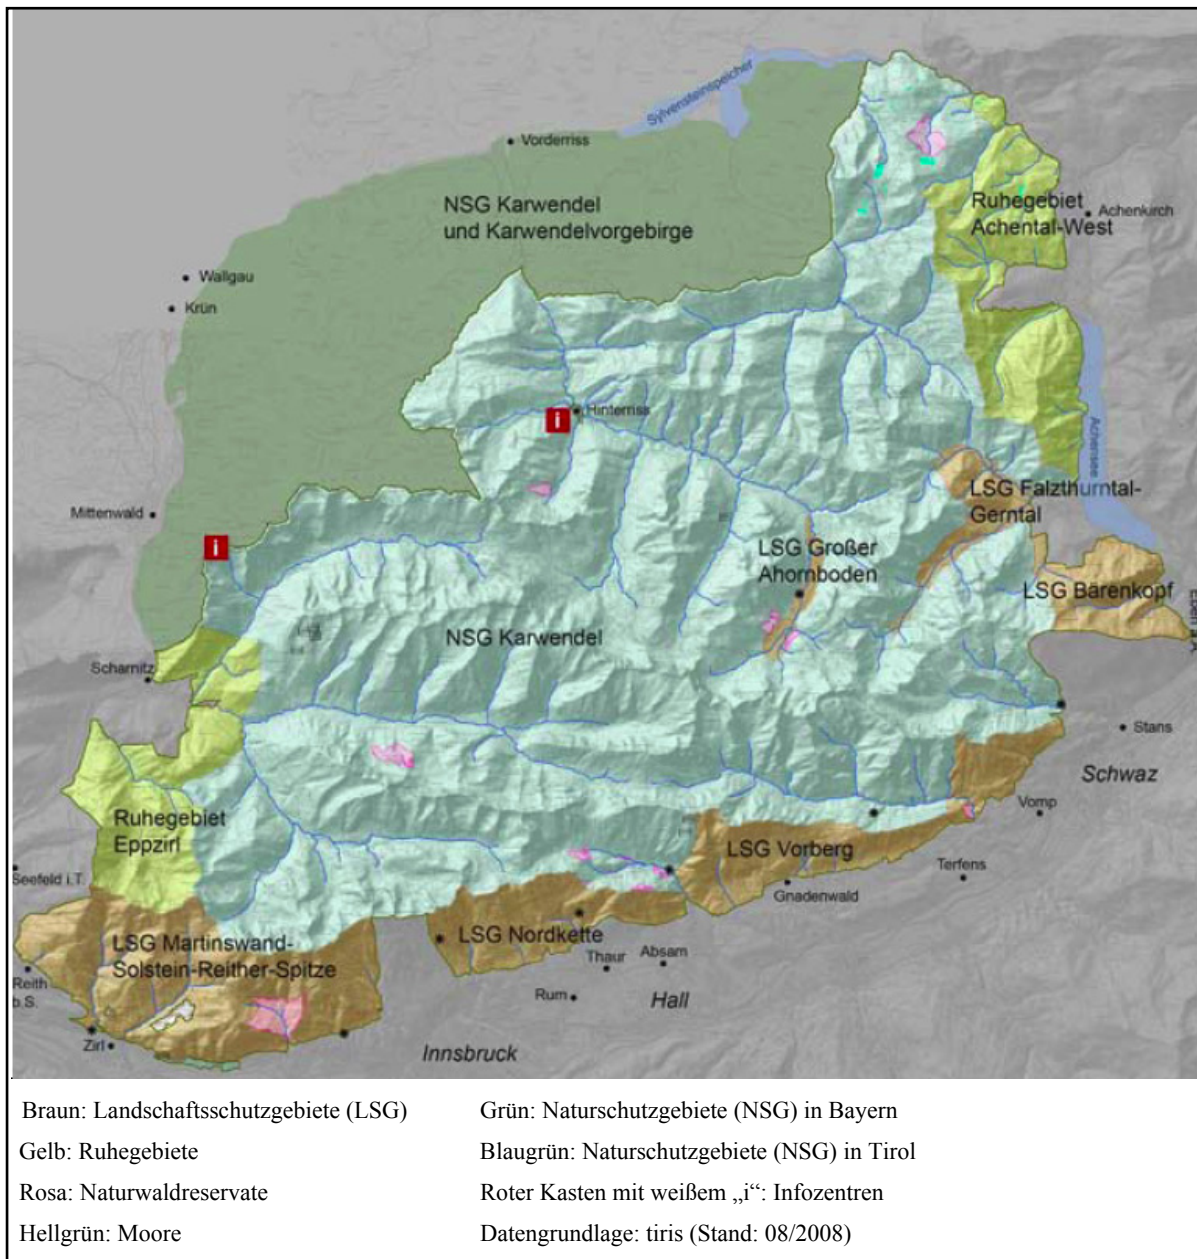 Sylvensteinspeicher
Vorderriss
NSG Karwendel
und Karwendelvorgebirge
Ruhegebiet
Achental-West
Achenkirch
Wallgau
Krün
i
Hinterriss
Achensee
Mittenwald
i
LSG Falzthurntal-
Gerntal
LSG Großer
Ahornboden
LSG Bärenkopf
NSG Karwendel
Scharnitz
Stans
Schwaz
Ruhegebiet
Eppzirl
Vomp
LSG Vorberg
Terfens
Seefeld i.T.
Gnadenwald
LSG Martinswand-
Solstein-Reither-Spitze
LSG Nordkette
Thaur
Absam
Reith
b.S.
Rum
Hall
Zirl
Innsbruck
Braun: Landschaftsschutzgebiete (LSG)
Gelb: Ruhegebiete
Rosa: Naturwaldreservate
Hellgrün: Moore
Grün: Naturschutzgebiete (NSG) in Bayern
Blaugrün: Naturschutzgebiete (NSG) in Tirol
Roter Kasten mit weißem „i“: Infozentren
Datengrundlage: tiris (Stand: 08/2008)